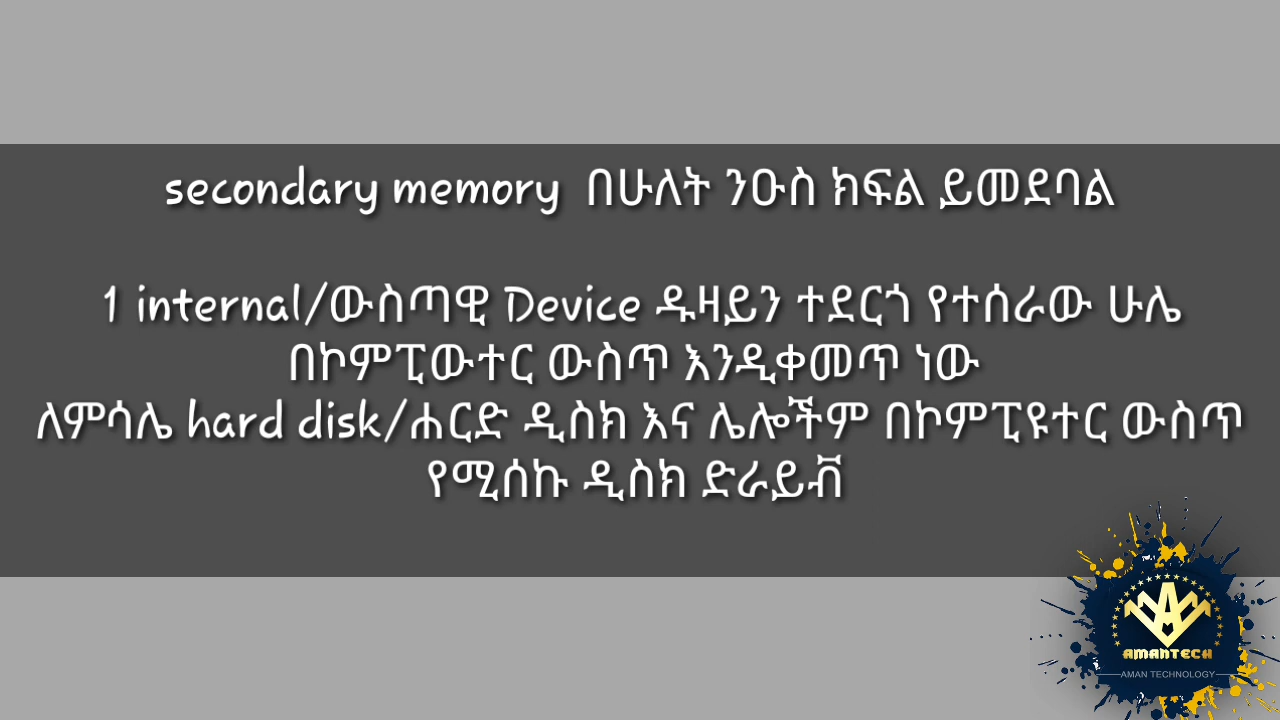 secondary memory በሁለት ንዑስ ክፍል ይመደባል
1 internal/ውስጣዊ Device ዱዛይን ተደርጎ የተሰራው ሁሌ
በኮምፒውተር ውስጥ እንዲቀመጥ ነው
ለምሳሌ hard disk/ሐርድ ዲስክ እና ሌሎችም በኮምፒዩተር ውስጥ
የሚሰኩ ዲስክ ድራይቭ
AMANTECH
AMAN TECHNOLOGY